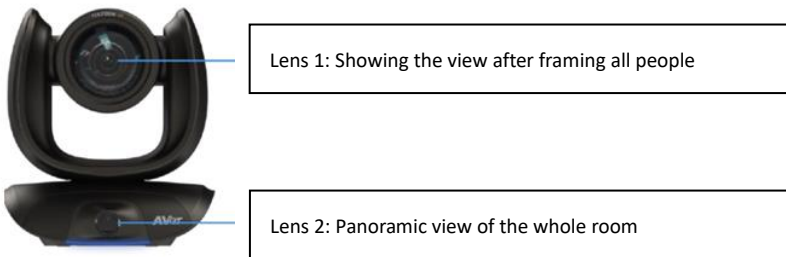 Lens 1: Showing the view after framing all people
AVer
Lens 2: Panoramic view of the whole room